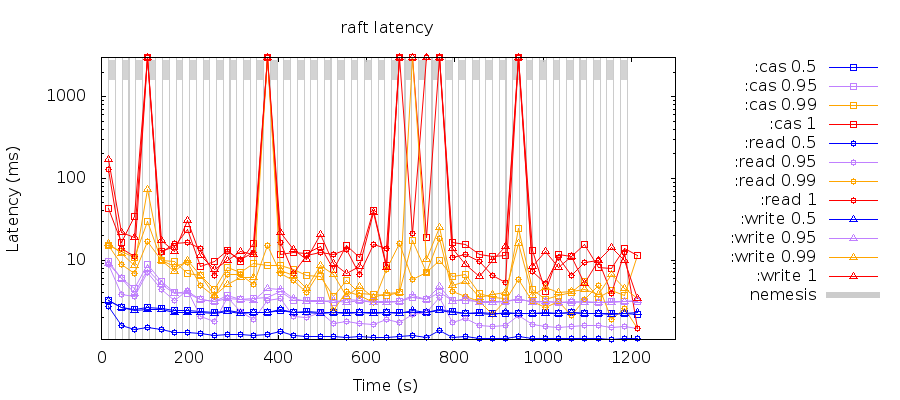 raft latency
Latency (ms)
1000
100
10
0
200
400
600
800
1000
1200
Time (s)
:cas 0.5
:cas 0.95
:cas 0.99
:cas 1
:read 0.5
:read 0.95
:read 0.99
:read 1
:write 0.5
:write 0.95
:write 0.99
:write 1
nemesis